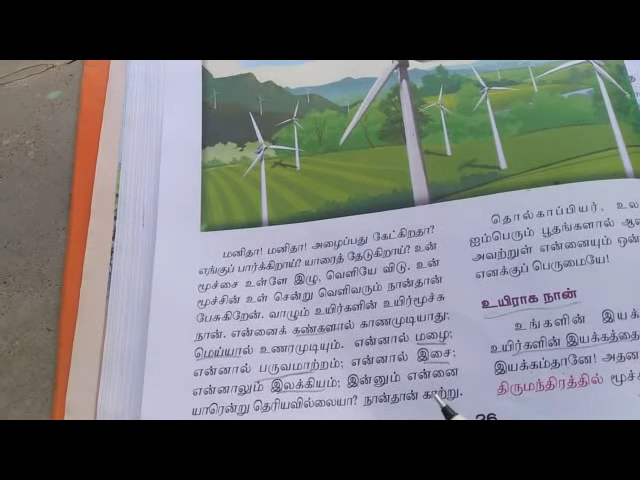 மனிதா! மனிதா! அழைப்பது கேட்கிறதா?
எங்குப் பார்க்கிறாய்? யாரைத் தேடுகிறாய்? உன்
மூச்சை உள்ளே இழு, வெளியே விடு. உன்
மூச்சின் உள் சென்று வெளிவரும் நான்தான்
பேசுகிறேன். வாழும் உயிர்களின் உயிர்மூச்சு
நான். என்னைக் கண்களால் காணமுடியாது;
மெய்யால் உணரமுடியும். என்னால் மழை;
என்னால் பருவமாற்றம்; என்னால் இசை;
என்னாலும் இலக்கியம்; இன்னும் என்னை
யாரென்று தெரியவில்லையா? நான்தான் காற்று.
தொல்காப்பியர்,
ஐம்பெரும் பூதங்களால்
அவற்றுள் என்னையும்
எனக்குப் பெருமையே!
உயிராக நான்
உங்களின்
உயிர்களின் இயக்கத்தை
இயக்கம்தானே!
திருமந்திரத்தில்
26